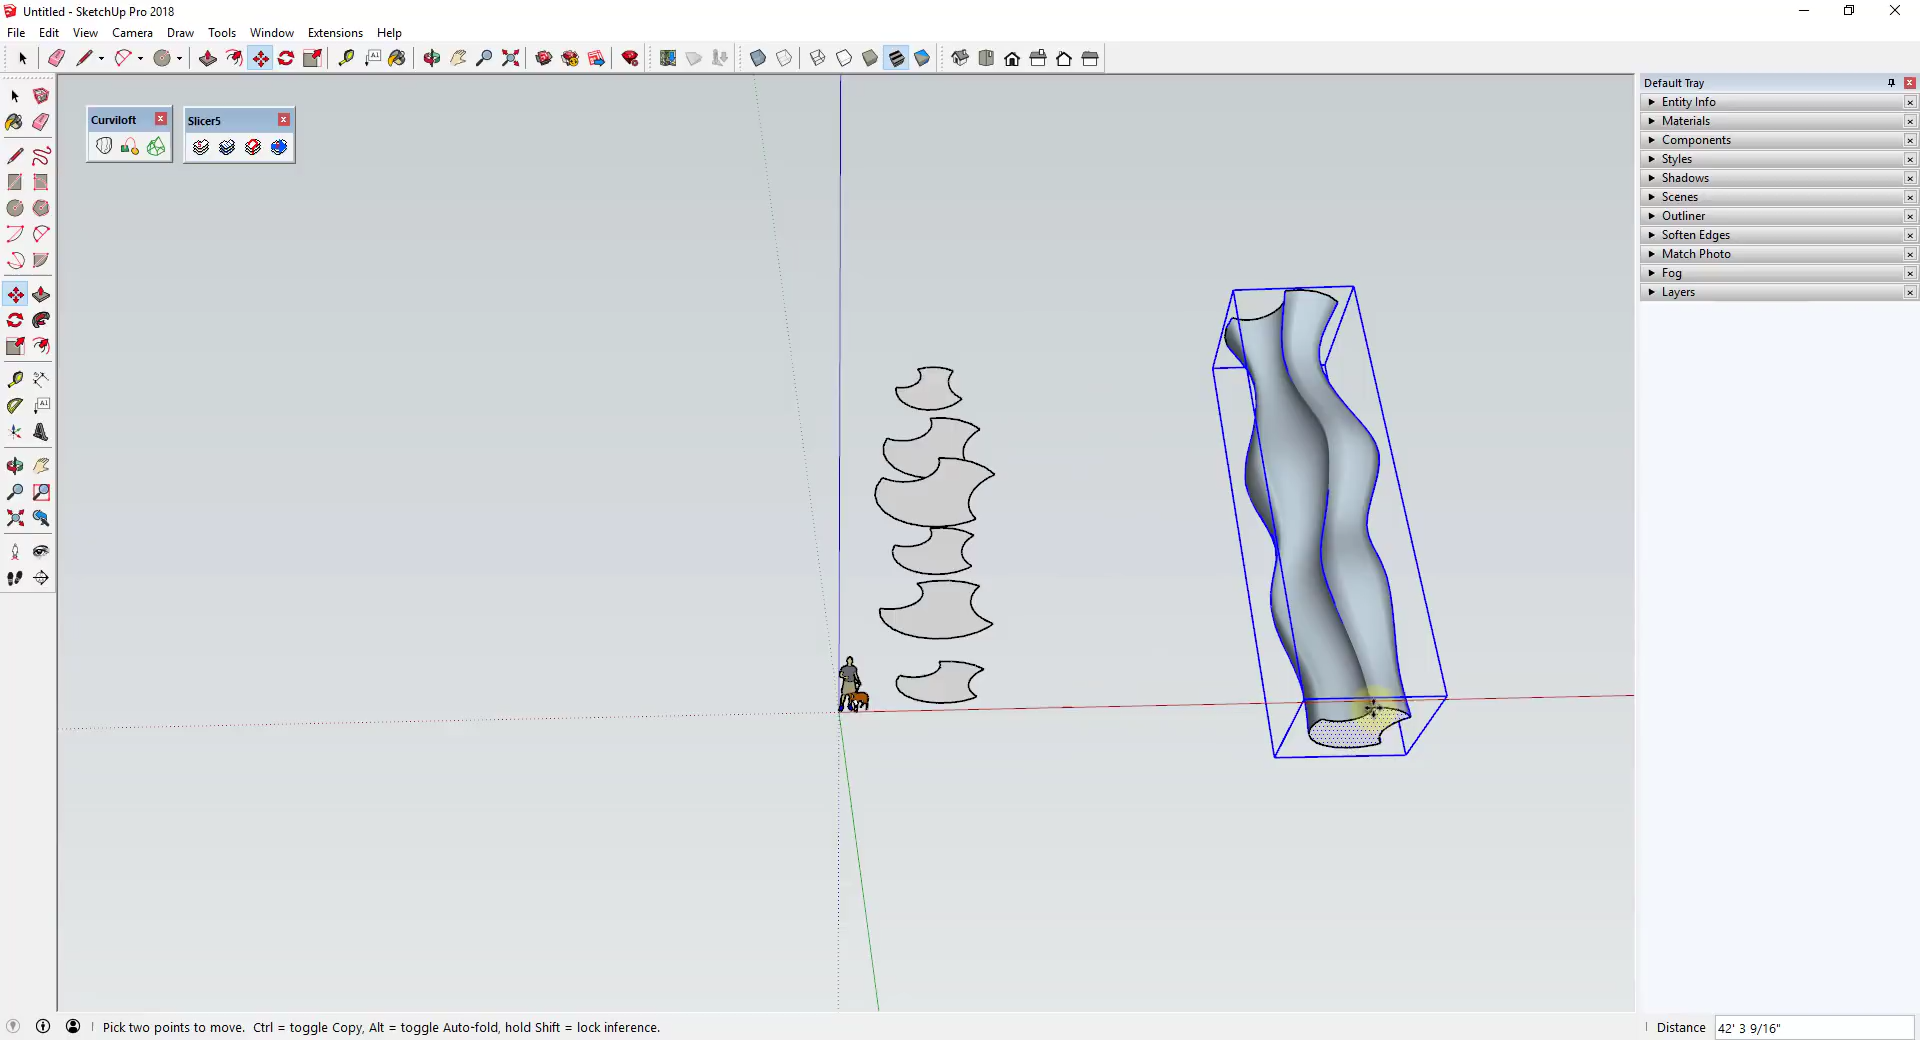 Untitled - SketchUp Pro 2018
File Edit View Camera Draw Tools Window Extensions Help
Default Tray
Entity Info
Materials
Components
Styles
Shadows
Scenes
Outliner
Soften Edges
Match Photo
Fog
Layers
Curviloft
Slicer5
Pick two points to move. Ctrl = toggle Copy, Alt = toggle Auto-fold, hold Shift = lock inference.
Distance 42' 3 9/16"